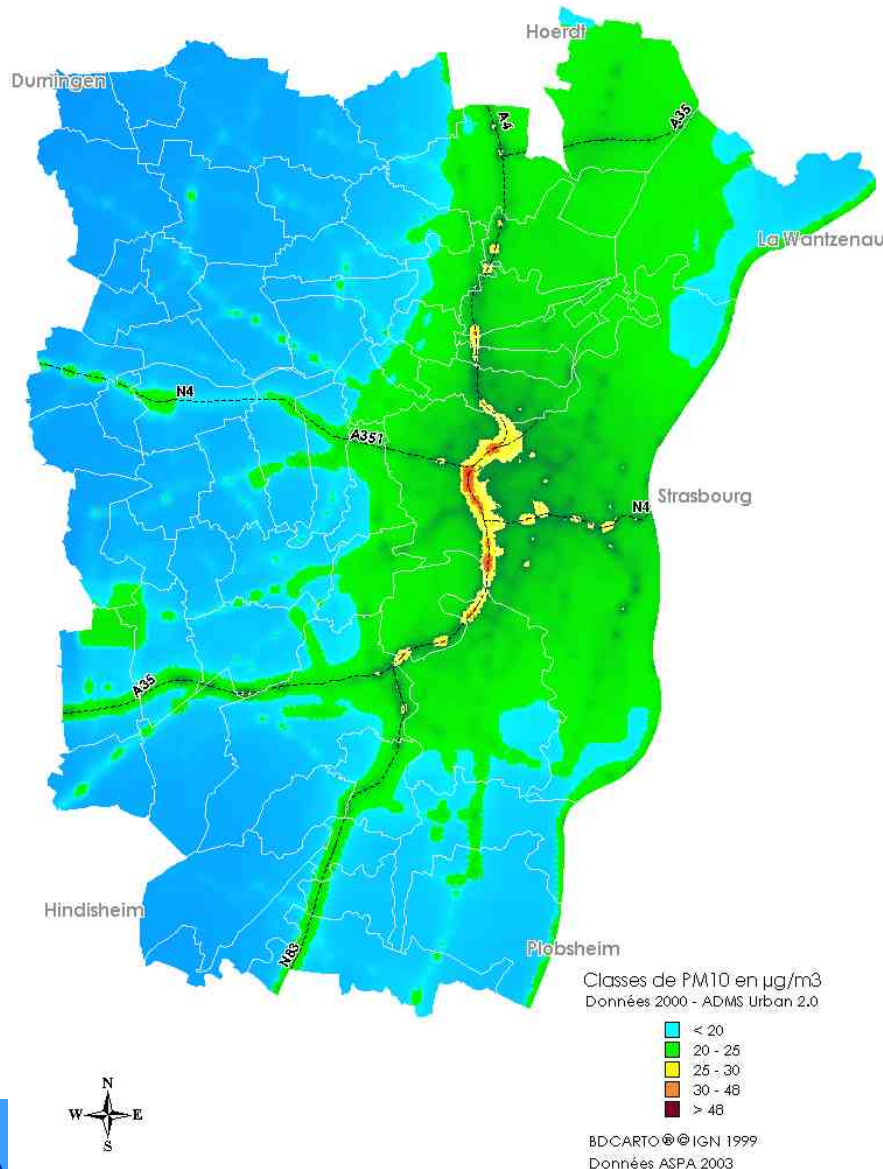 Hoerdt
Durningen
A4
A35
La Wantzenau
N4
A351
Strasbourg
N4
A35
Hindisheim
N83
Plobsheim
Classes de PM10 en µg/m3
Données 2000 - ADMS Urban 2.0
< 20
20 - 25
25 - 30
30 - 48
> 48
N
W E
S
BDCARTO ® © IGN 1999
Données ASPA 2003